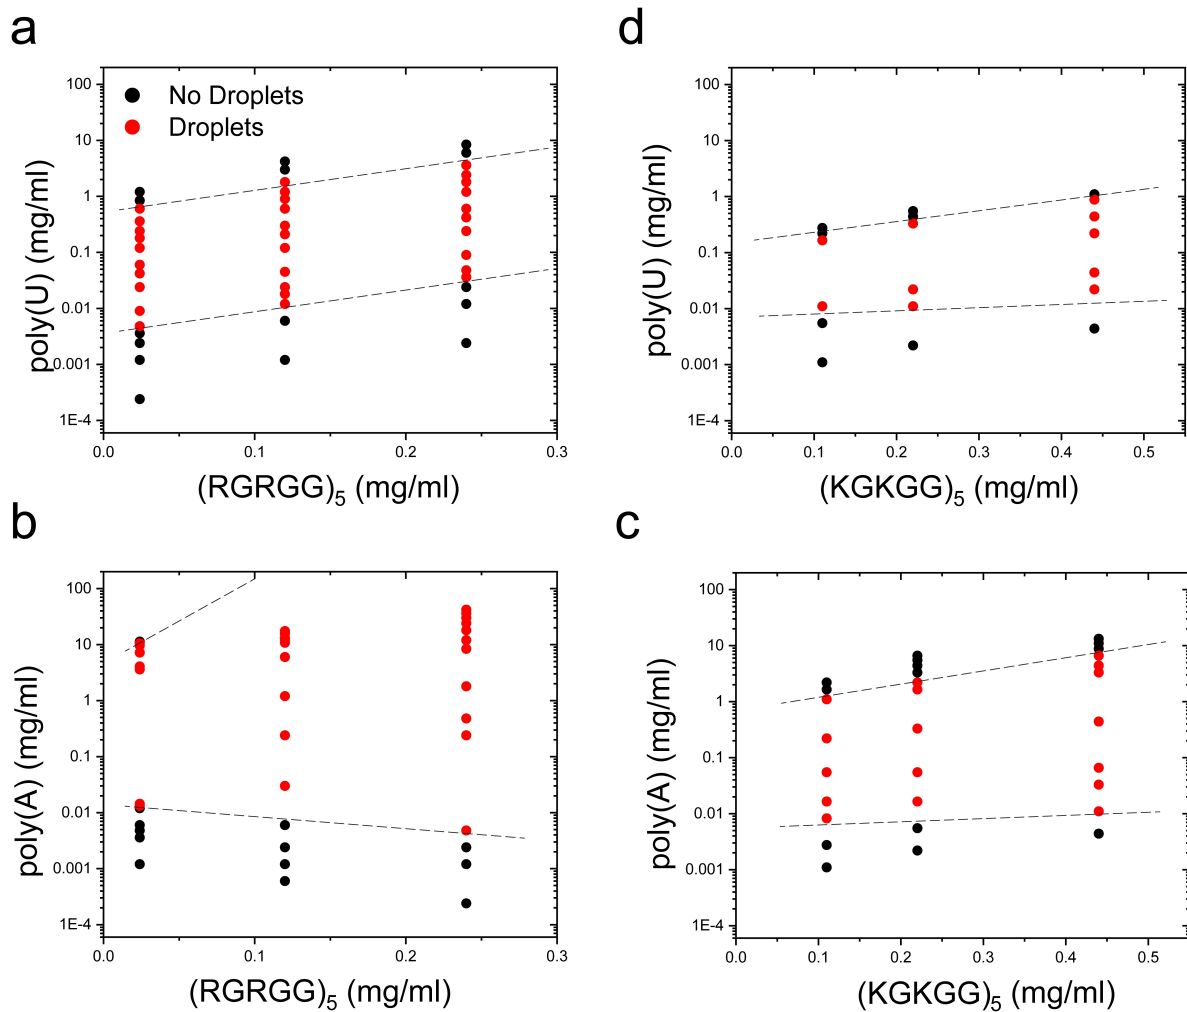 a
100
10
1
0.1
0.01
0.001
1E-4
poly(U) (mg/ml)
No Droplets
Droplets
0.0 0.1 0.2 0.3
(RGRGG)5 (mg/ml)
d
100
10
1
0.1
0.01
0.001
1E-4
poly(U) (mg/ml)
0.0 0.1 0.2 0.3 0.4 0.5
(KGKGG)5 (mg/ml)
b
100
10
1
0.1
0.01
0.001
1E-4
poly(A) (mg/ml)
0.0 0.1 0.2 0.3
(RGRGG)5 (mg/ml)
c
100
10
1
0.1
0.01
0.001
1E-4
poly(A) (mg/ml)
0.0 0.1 0.2 0.3 0.4 0.5
(KGKGG)5 (mg/ml)